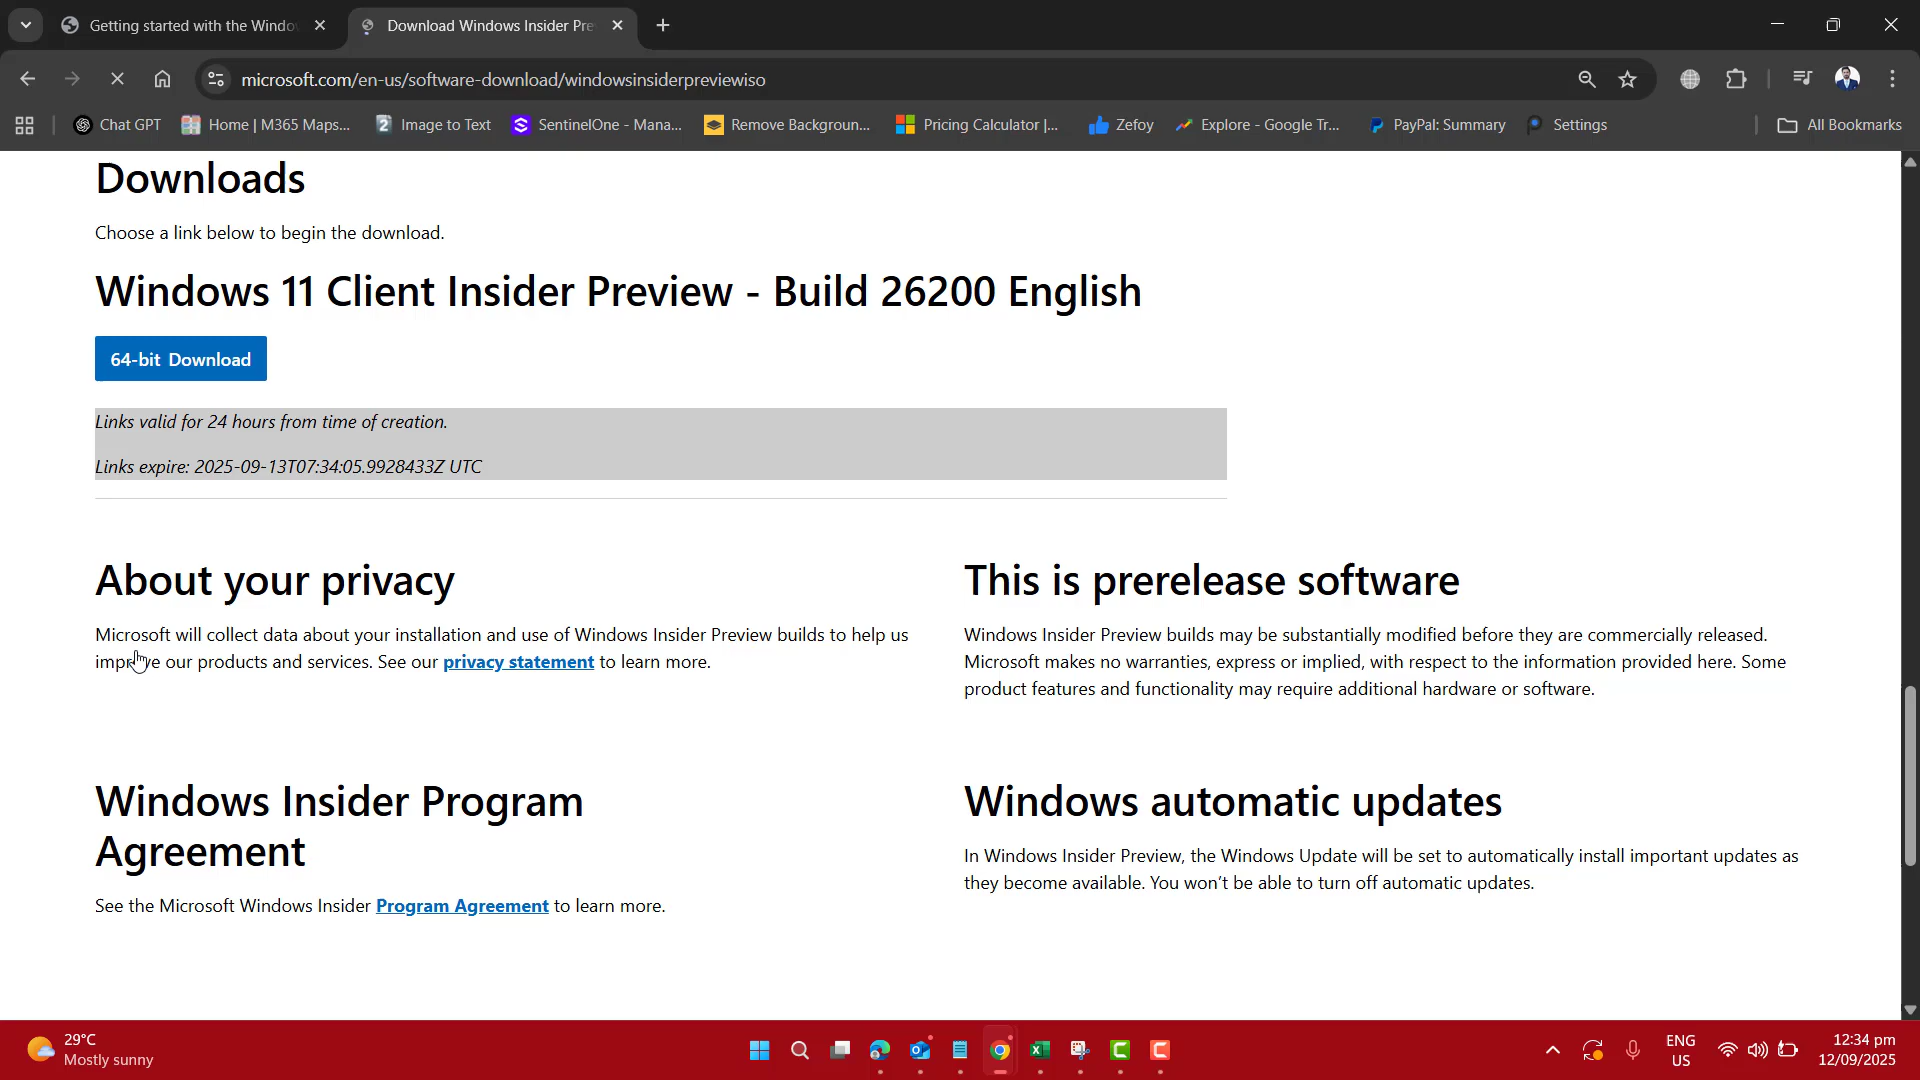 Getting started with the Windo
Download Windows Insider Pre
microsoft.com/en-us/software-download/windowsinsiderpreviewiso
Chat GPT
Home | M365 Maps...
Image to Text
SentinelOne - Mana...
Remove Backgroun...
Pricing Calculator |...
Zefoy
Explore - Google Tr...
PayPal: Summary
Settings
All Bookmarks
Downloads
Choose a link below to begin the download.
Windows 11 Client Insider Preview - Build 26200 English
64-bit Download
Links valid for 24 hours from time of creation.
Links expire: 2025-09-13T07:34:05.9928433Z UTC
About your privacy
Microsoft will collect data about your installation and use of Windows Insider Preview builds to help us
improve our products and services. See our privacy statement to learn more.
This is prerelease software
Windows Insider Preview builds may be substantially modified before they are commercially released.
Microsoft makes no warranties, express or implied, with respect to the information provided here. Some
product features and functionality may require additional hardware or software.
Windows Insider Program
Agreement
See the Microsoft Windows Insider Program Agreement to learn more.
Windows automatic updates
In Windows Insider Preview, the Windows Update will be set to automatically install important updates as
they become available. You won't be able to turn off automatic updates.
29°C
Mostly sunny
ENG
US
12:34 pm
12/09/2025